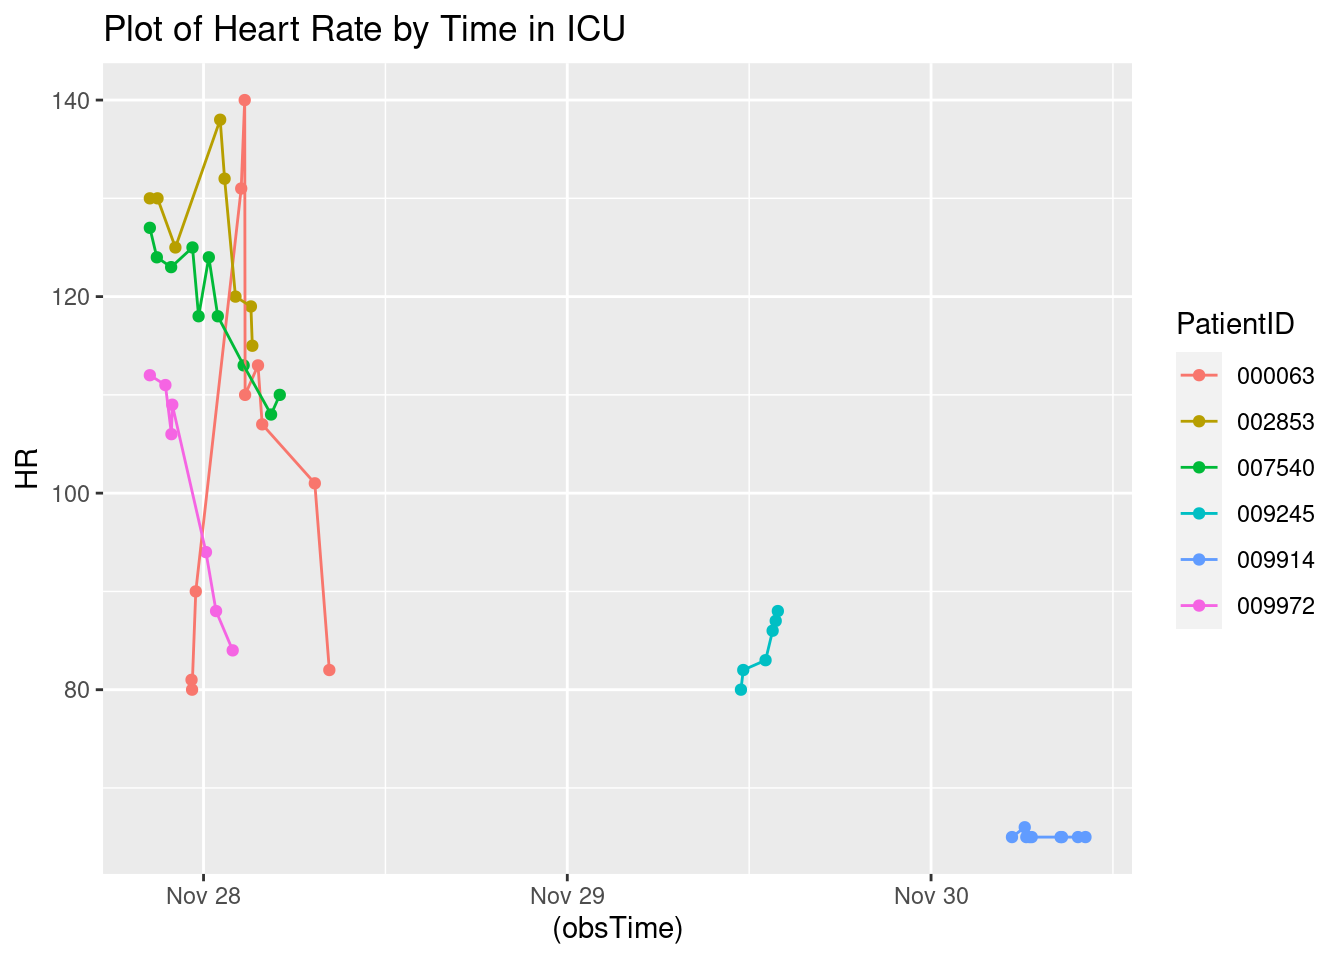 Plot of Heart Rate by Time in ICU
140
120
100
80
HR
Nov 28
Nov 29
Nov 30
(obsTime)
PatientID
000063
002853
007540
009245
009914
009972